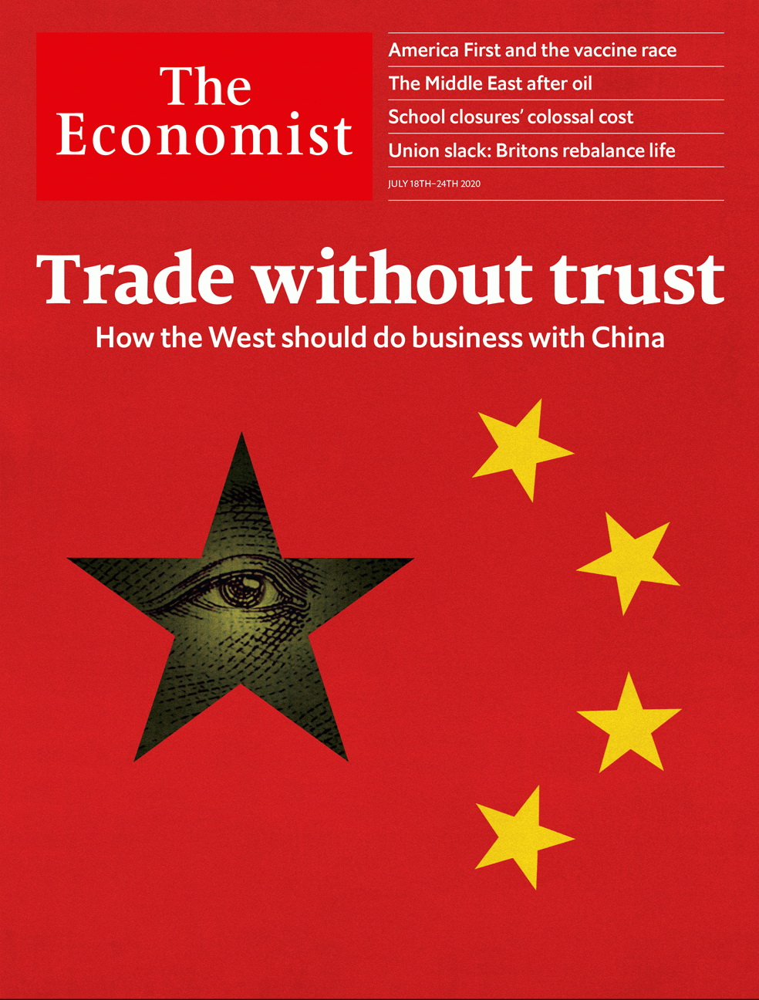 The
Economist
America First and the vaccine race
The Middle East after oil
School closures’ colossal cost
Union slack: Britons rebalance life
JULY 18TH–24TH 2020
Trade without trust
How the West should do business with China